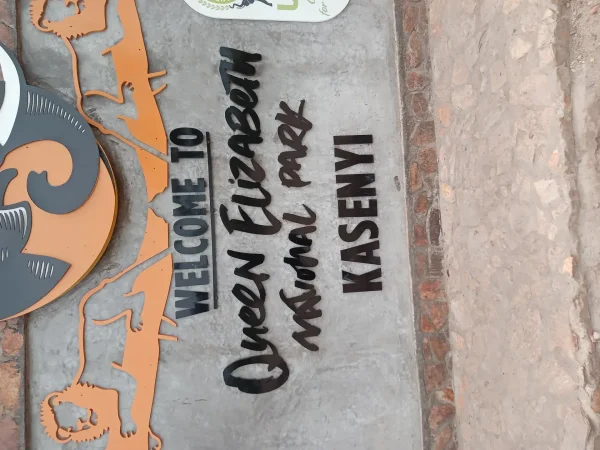 WELCOME TO
Queen Elizabeth
National Park
KASENYI